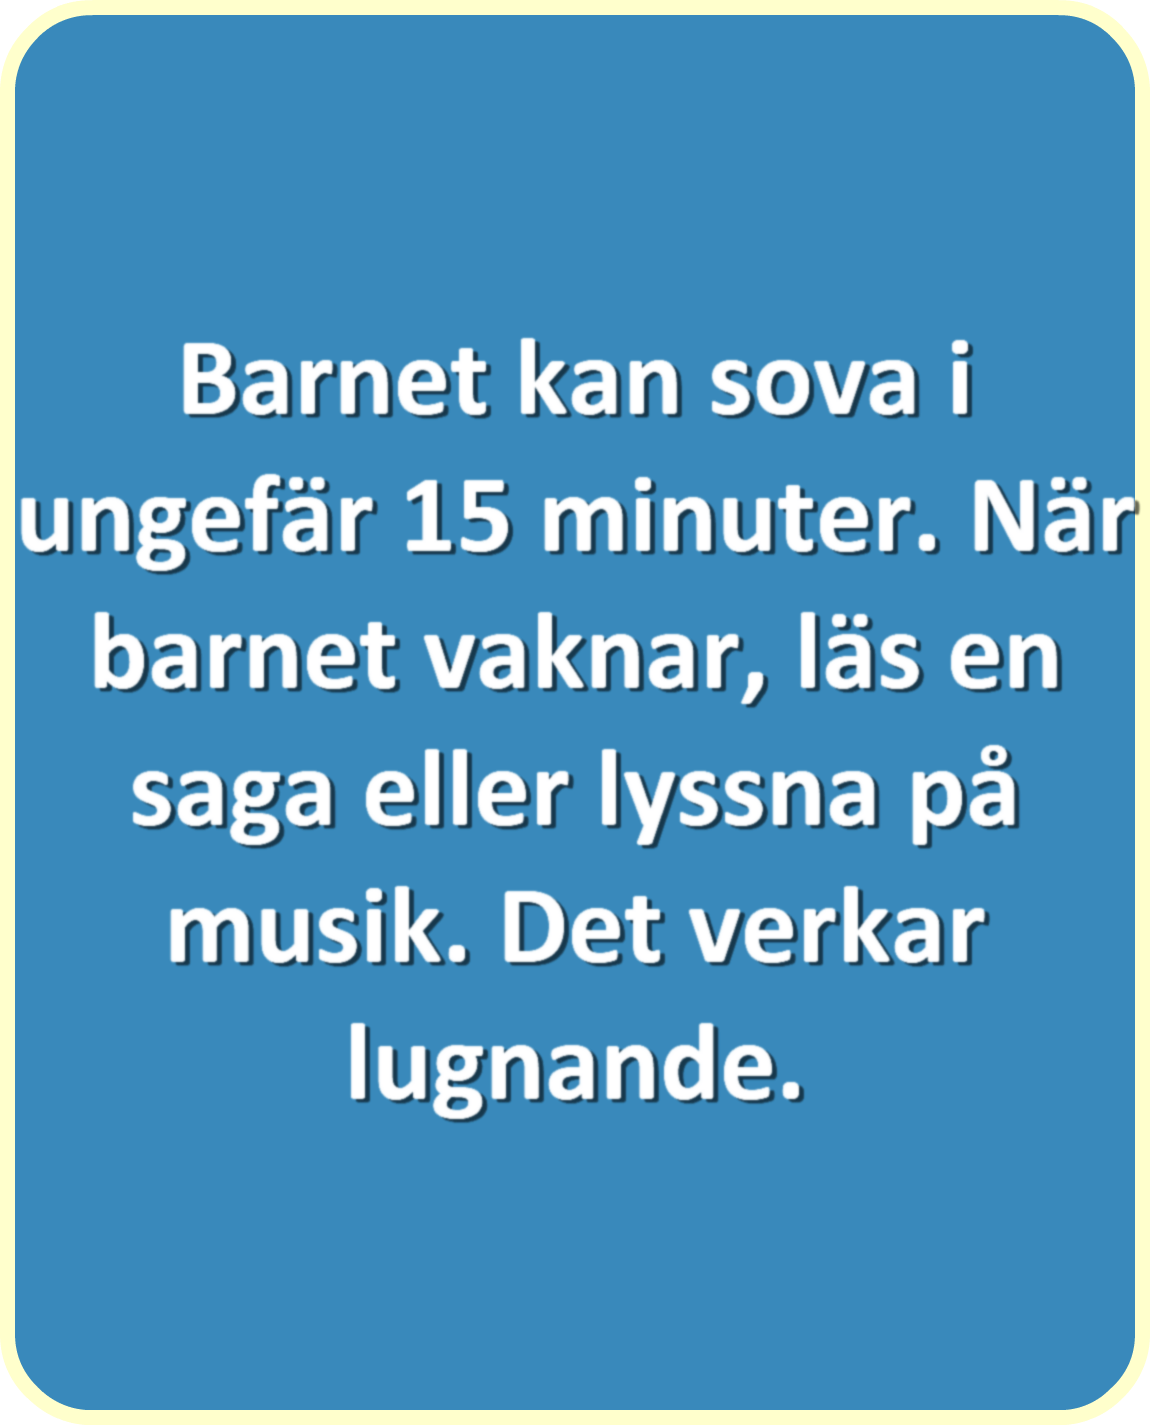 Barnet kan sova i
ungefär 15 minuter. När
barnet vaknar, läs en
saga eller lyssna på
musik. Det verkar
lugnande.